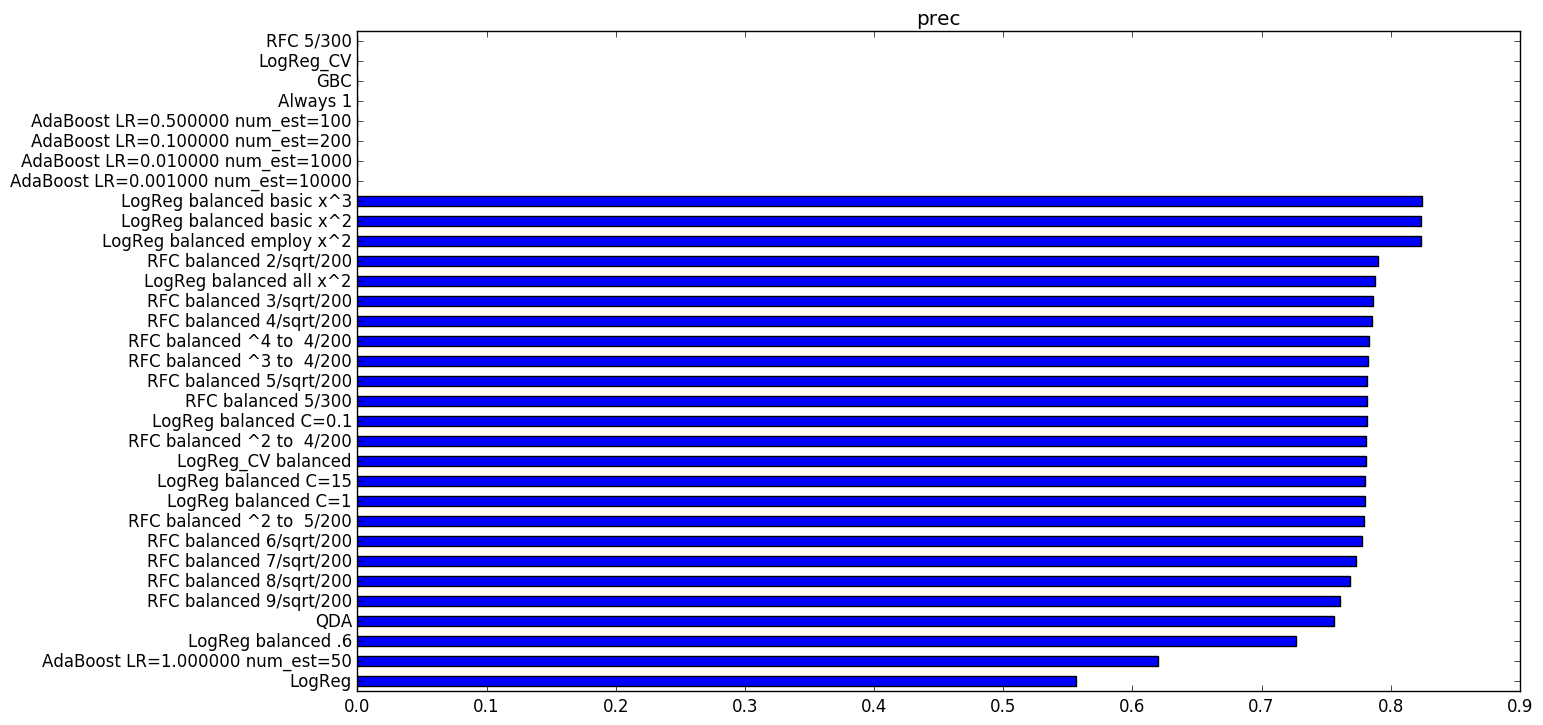 prec
RFC 5/300
LogReg_CV
GBC
Always 1
AdaBoost LR=0.500000 num_est=100
AdaBoost LR=0.100000 num_est=200
AdaBoost LR=0.010000 num_est=1000
AdaBoost LR=0.001000 num_est=10000
LogReg balanced basic x^3
LogReg balanced basic x^2
LogReg balanced employ x^2
RFC balanced 2/sqrt/200
LogReg balanced all x^2
RFC balanced 3/sqrt/200
RFC balanced 4/sqrt/200
RFC balanced ^4 to  4/200
RFC balanced ^3 to  4/200
RFC balanced 5/sqrt/200
RFC balanced 5/300
LogReg balanced C=0.1
RFC balanced ^2 to  4/200
LogReg_CV balanced
LogReg balanced C=15
LogReg balanced C=1
RFC balanced ^2 to  5/200
RFC balanced 6/sqrt/200
RFC balanced 7/sqrt/200
RFC balanced 8/sqrt/200
RFC balanced 9/sqrt/200
QDA
LogReg balanced .6
AdaBoost LR=1.000000 num_est=50
LogReg
0.0 0.1 0.2 0.3 0.4 0.5 0.6 0.7 0.8 0.9